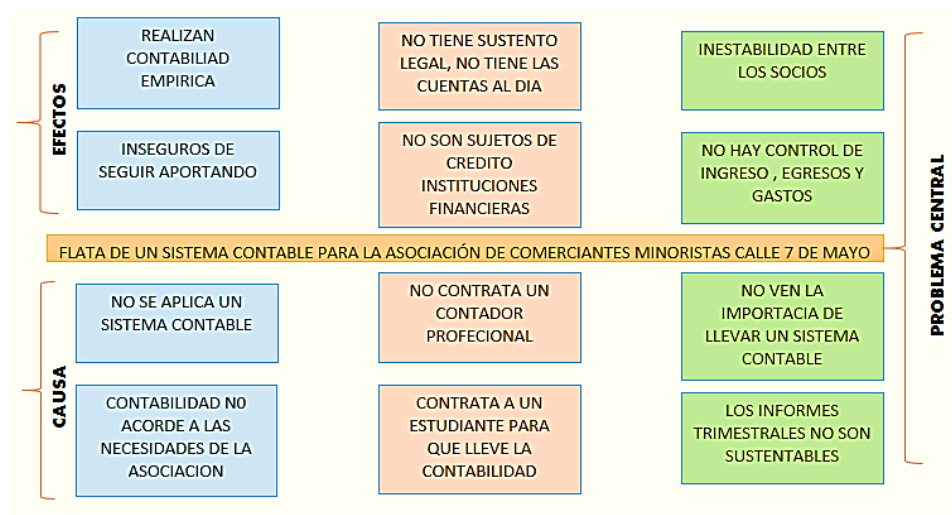 EFECTOS
REALIZAN
CONTABILIAD
EMPIRICA
NO TIENE SUSTENTO
LEGAL, NO TIENE LAS
CUENTAS AL DIA
INESTABILIDAD ENTRE
LOS SOCIOS
INSEGUROS DE
SEGUIR APORTANDO
NO SON SUJETOS DE
CREDITO
INSTITUCIONES
FINANCIERAS
NO HAY CONTROL DE
INGRESO , EGRESOS Y
GASTOS
PROBLEMA CENTRAL
FLATA DE UN SISTEMA CONTABLE PARA LA ASOCIACIÓN DE COMERCIANTES MINORISTAS CALLE 7 DE MAYO
CAUSA
NO SE APLICA UN
SISTEMA CONTABLE
NO CONTRATA UN
CONTADOR
PROFECIONAL
NO VEN LA
IMPORTACIA DE
LLEVAR UN SISTEMA
CONTABLE
CONTABILIDAD N0
ACORDE A LAS
NECESIDADES DE LA
ASOCIACION
CONTRATA A UN
ESTUDIANTE PARA
QUE LLEVE LA
CONTABILIDAD
LOS INFORMES
TRIMESTRALES NO SON
SUSTENTABLES